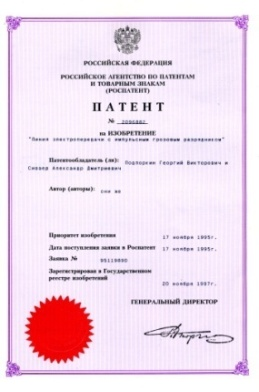 РОССИЙСКАЯ ФЕДЕРАЦИЯ
РОССИЙСКОЕ АГЕНТСТВО ПО ПАТЕНТАМ
И ТОВАРНЫМ ЗНАКАМ
(РОСПАТЕНТ)
ПАТЕНТ
№
на ИЗОБРЕТЕНИЕ
"Линия электропередачи с импульсным грозовым разрядником"
Патентообладатель (ли): Подпоркин Георгий Викторович и
Сиваев Александр Дмитриевич
Автор (авторы): они же
Приоритет изобретения 17 ноября 1995г.
Дата поступления заявки в Роспатент 17 ноября 1995г.
Заявка №
Зарегистрирован в Государственном
реестре изобретений 20 ноября 1997г.
ГЕНЕРАЛЬНЫЙ ДИРЕКТОР